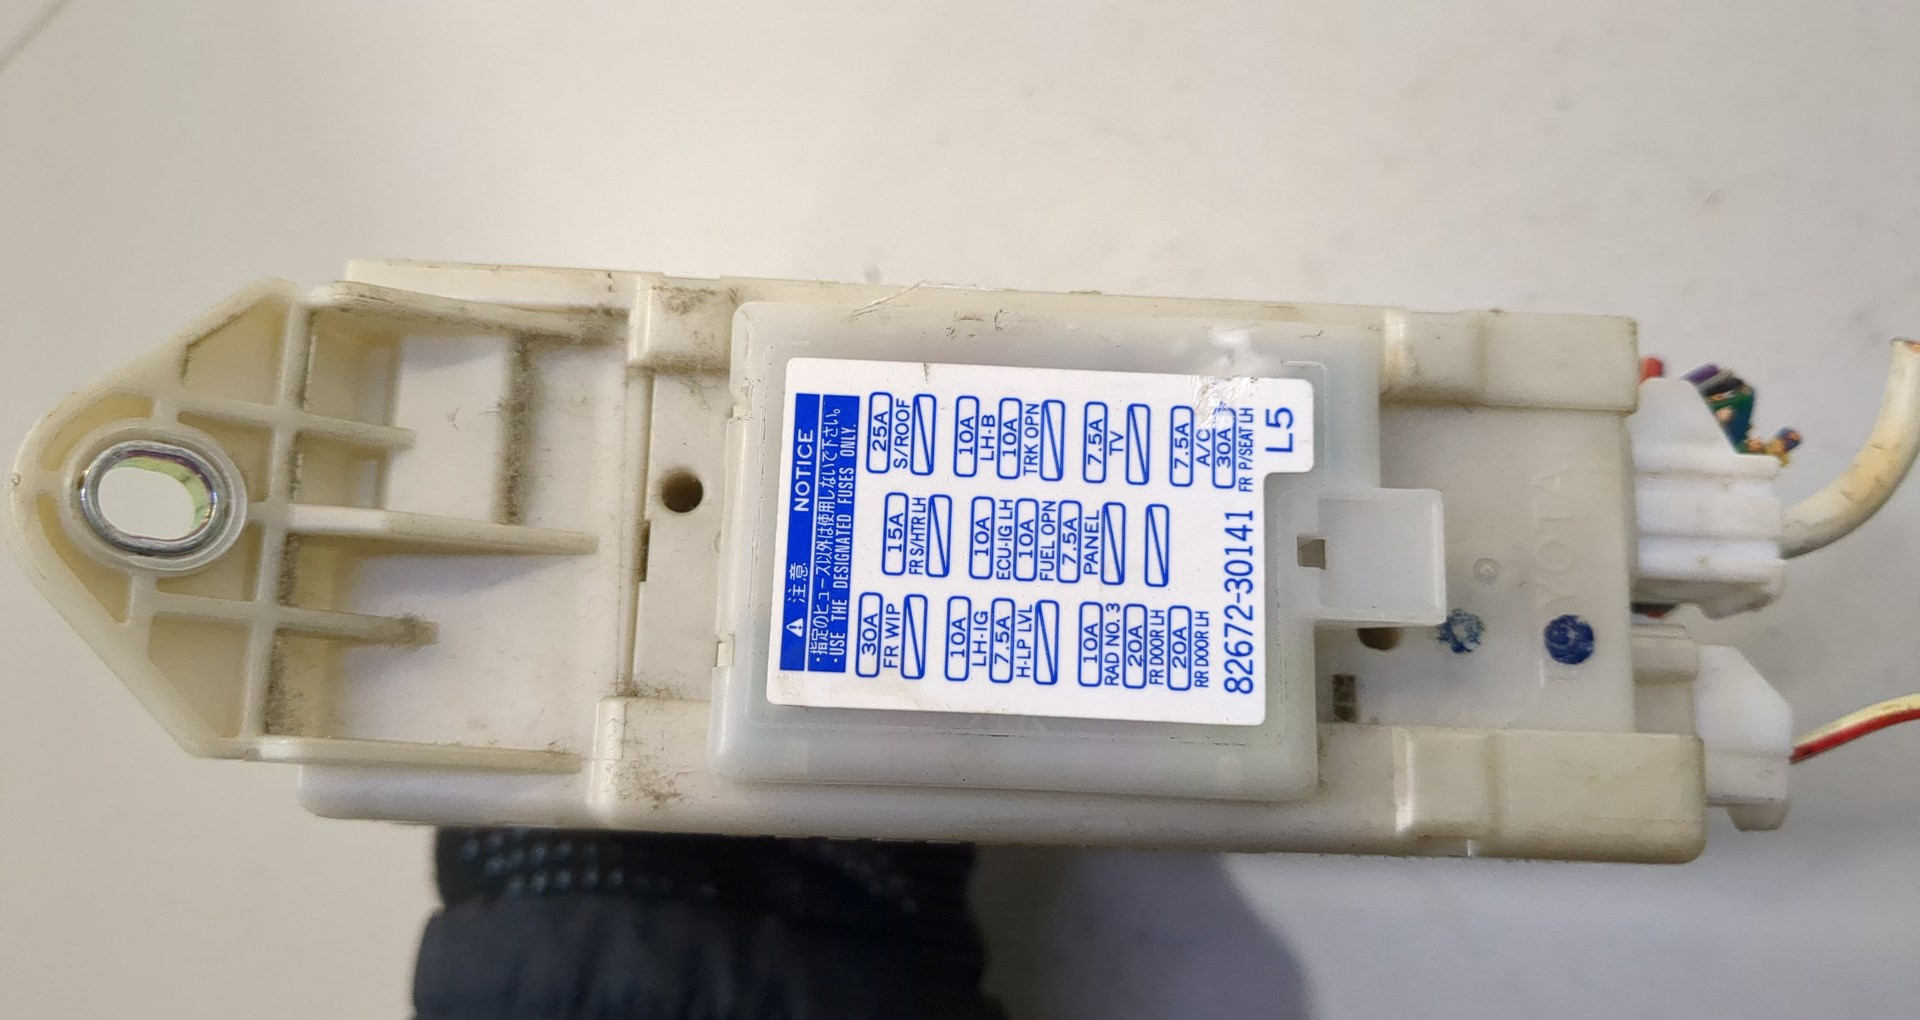 ⚠ 注意 NOTICE
・指定のヒューズ以外は使用しないで下さい。
・USE THE DESIGNATED FUSES ONLY.
30A
FR WIP
15A
FR S/HTR LH
25A
S/ROOF
10A
LH-IG
10A
ECU-IG LH
10A
LH-B
7.5A
H-LP LVL
10A
FUEL OPN
10A
TRK OPN
10A
RAD NO. 3
7.5A
PANEL
7.5A
TV
20A
FR DOOR LH
20A
RR DOOR LH
7.5A
A/C
30A
FR P/SEAT LH
82672-30141
L5
TOYOTA